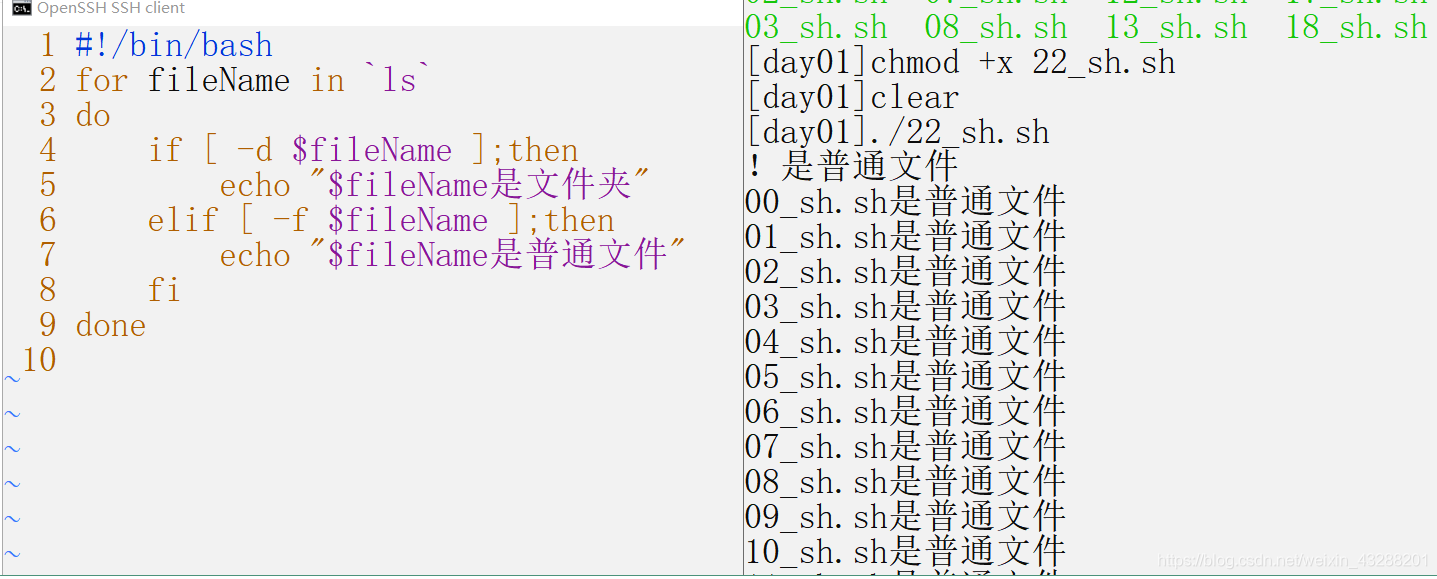 OpenSSH SSH client
1 #!/bin/bash
2 for fileName in `ls`
3 do
4     if [ -d $fileName ];then
5         echo "$fileName是文件夹"
6     elif [ -f $fileName ];then
7         echo "$fileName是普通文件"
8     fi
9 done
10
~
~
~
~
~
~
03_sh.sh  08_sh.sh  13_sh.sh  18_sh.sh
[day01]chmod +x 22_sh.sh
[day01]clear
[day01]./22_sh.sh
! 是普通文件
00_sh.sh是普通文件
01_sh.sh是普通文件
02_sh.sh是普通文件
03_sh.sh是普通文件
04_sh.sh是普通文件
05_sh.sh是普通文件
06_sh.sh是普通文件
07_sh.sh是普通文件
08_sh.sh是普通文件
09_sh.sh是普通文件
10_sh.sh是普通文件
https://blog.csdn.net/weixin_43288201